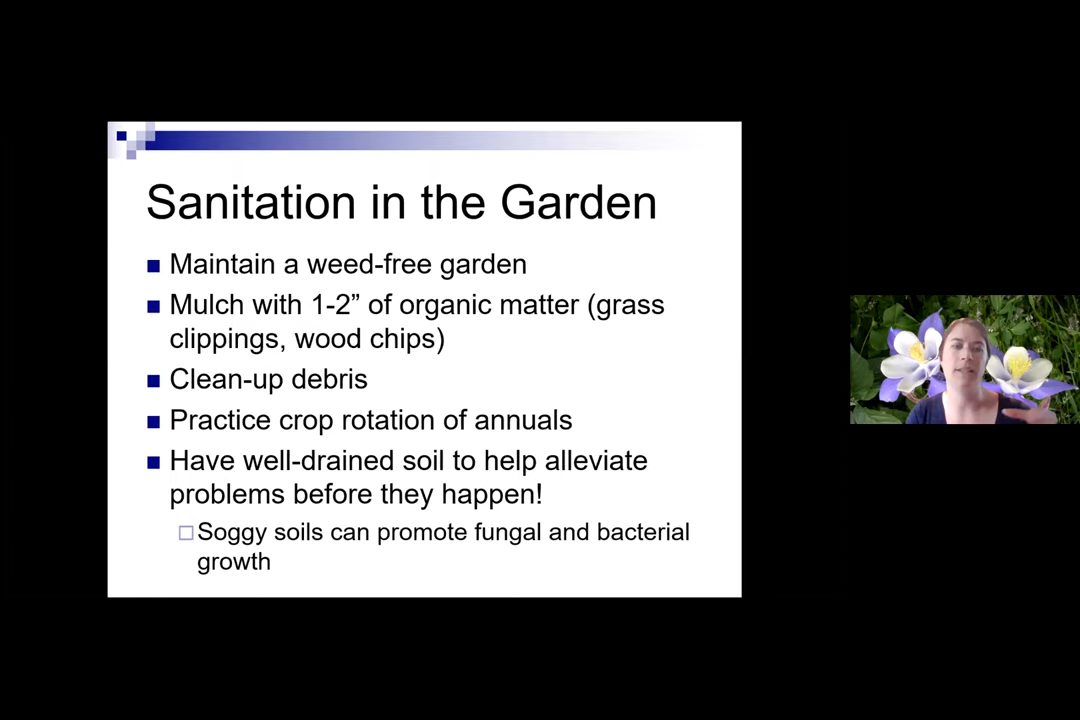 Sanitation in the Garden
Maintain a weed-free garden
Mulch with 1-2” of organic matter (grass
clippings, wood chips)
Clean-up debris
Practice crop rotation of annuals
Have well-drained soil to help alleviate
problems before they happen!
Soggy soils can promote fungal and bacterial
growth